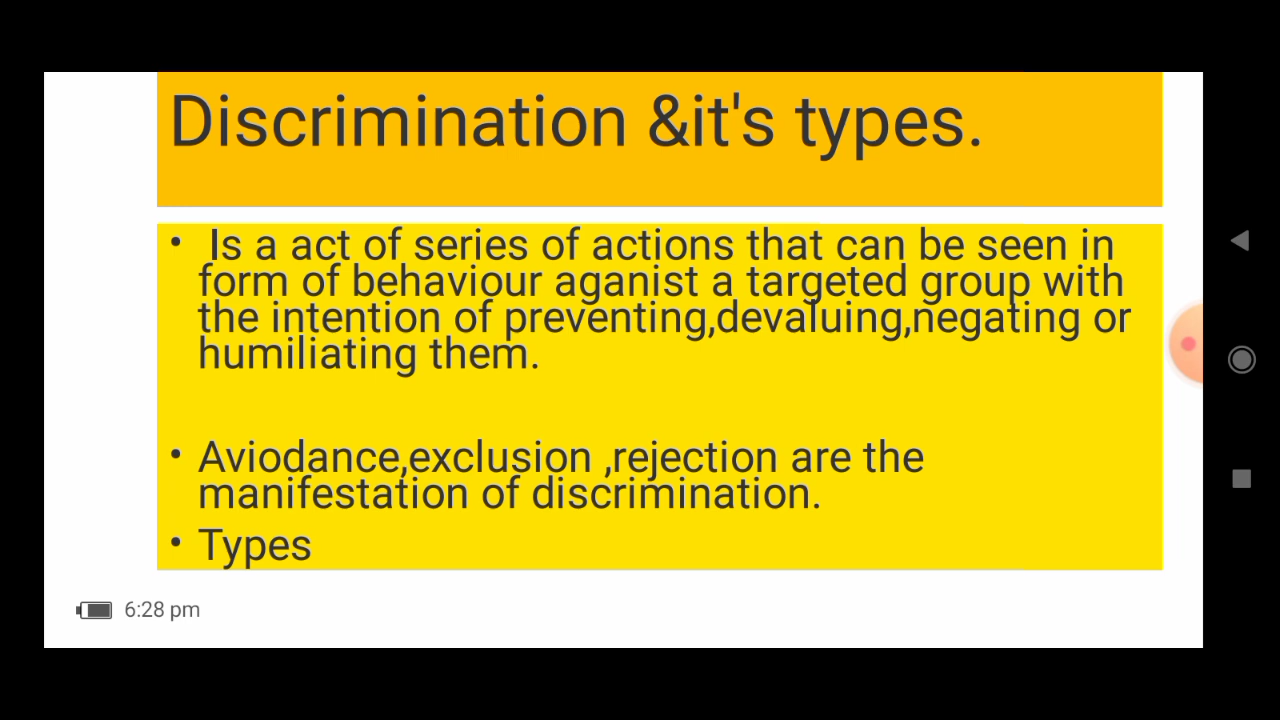 Discrimination &it's types.
• Is a act of series of actions that can be seen in
form of behaviour aganist a targeted group with
the intention of preventing,devaluing,negating or
humiliating them.
• Aviodance,exclusion ,rejection are the
manifestation of discrimination.
• Types
6:28 pm